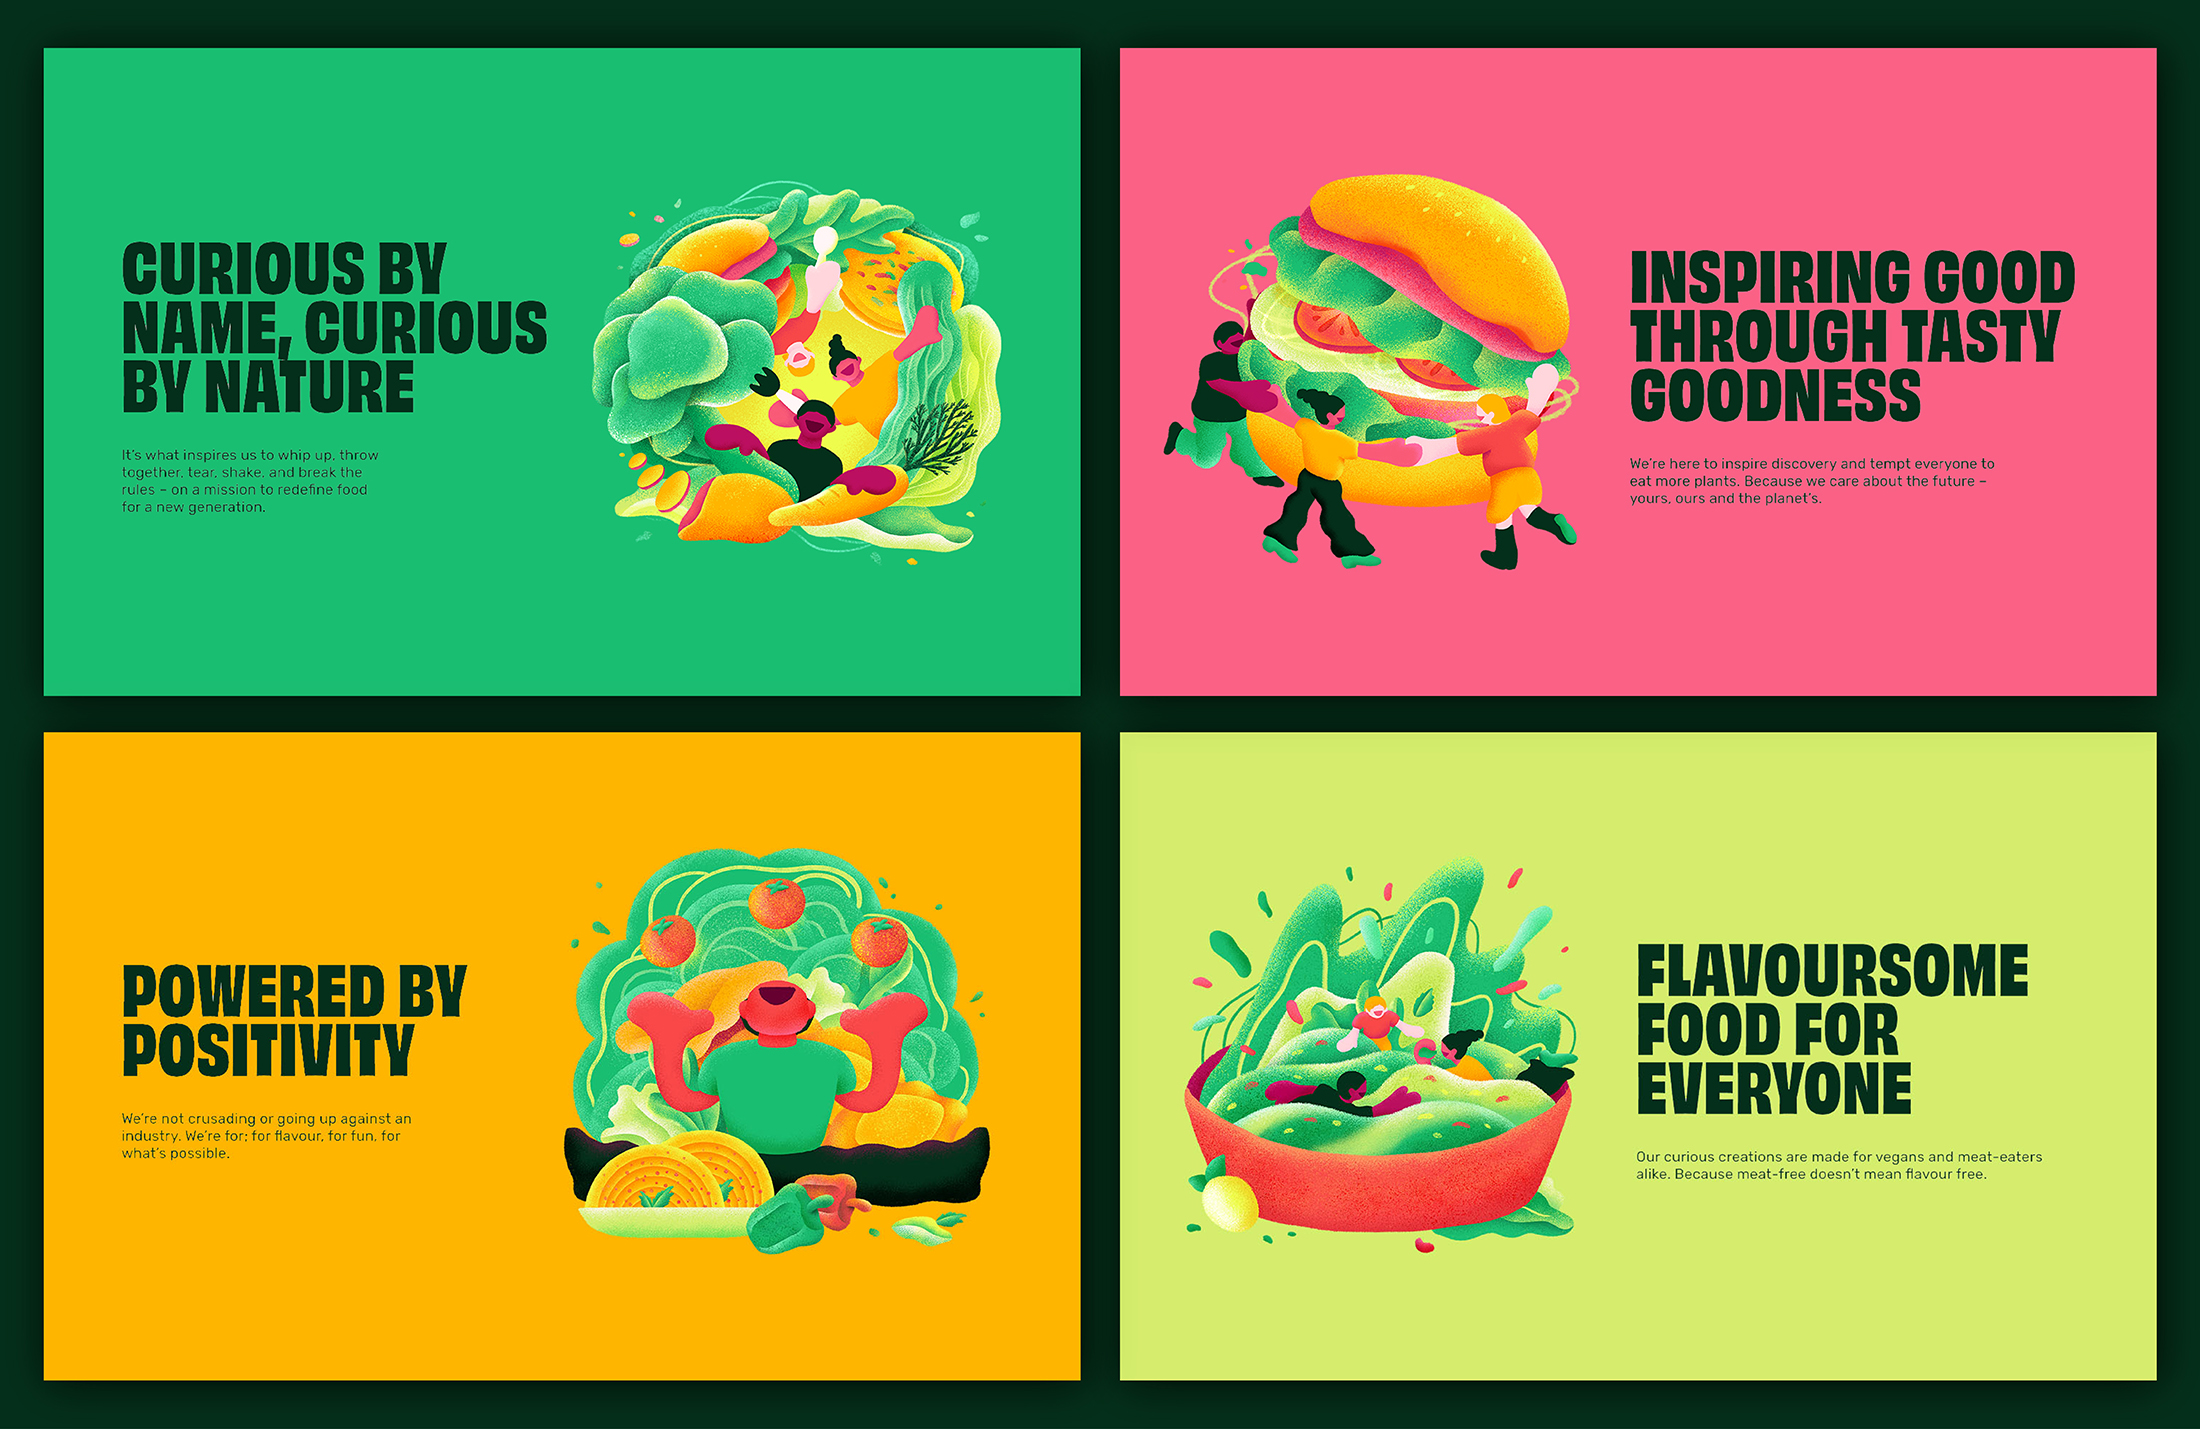 CURIOUS BY
NAME, CURIOUS
BY NATURE
It's what inspires us to whip up, throw
together, tear, shake, and break the
rules – on a mission to redefine food
for a new generation.
INSPIRING GOOD
THROUGH TASTY
GOODNESS
We're here to inspire discovery and tempt everyone to
eat more plants. Because we care about the future –
yours, ours and the planet's.
POWERED BY
POSITIVITY
We're not crusading or going up against an
industry. We're for; for flavour, for fun, for
what's possible.
FLAVOURSOME
FOOD FOR
EVERYONE
Our curious creations are made for vegans and meat-eaters
alike. Because meat-free doesn't mean flavour free.